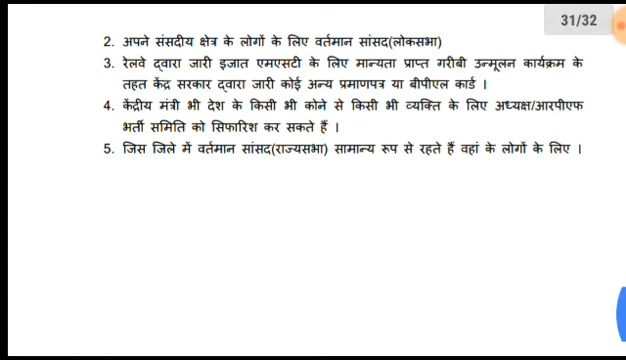 31/32
2. अपने संसदीय क्षेत्र के लोगों के लिए वर्तमान सांसद(लोकसभा)
3. रेलवे द्वारा जारी इजात एमएसटी के लिए मान्यता प्राप्त गरीबी उन्मूलन कार्यक्रम के
तहत केंद्र सरकार द्वारा जारी कोई अन्य प्रमाणपत्र या बीपीएल कार्ड ।
4. केंद्रीय मंत्री भी देश के किसी भी कोने से किसी भी व्यक्ति के लिए अध्यक्ष/आरपीएफ
भर्ती समिति को सिफारिश कर सकते हैं ।
5. जिस जिले में वर्तमान सांसद(राज्यसभा) सामान्य रूप से रहते हैं वहां के लोगों के लिए ।